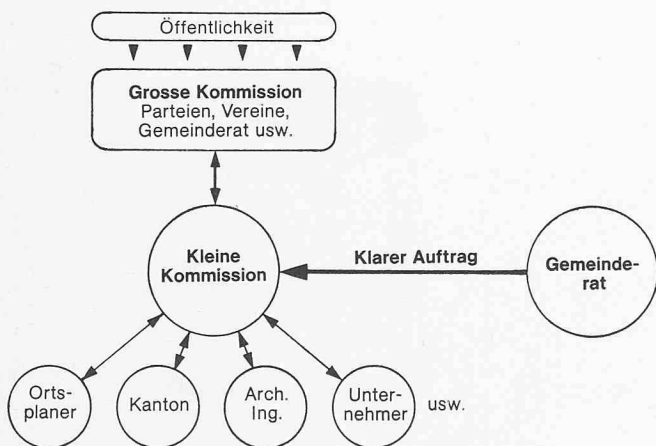 Öffentlichkeit
Grosse Kommission
Parteien, Vereine,
Gemeinderat usw.
Kleine
Kommission
Klarer Auftrag
Gemeinde-
rat
Orts-
planer
Kanton
Arch.
Ing.
Unter-
nehmer
usw.